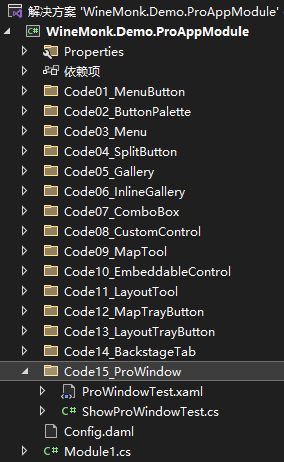 解决方案 'WineMonk.Demo.ProAppModule'
WineMonk.Demo.ProAppModule
Properties
依赖项
Code01_MenuButton
Code02_ButtonPalette
Code03_Menu
Code04_SplitButton
Code05_Gallery
Code06_InlineGallery
Code07_ComboBox
Code08_CustomControl
Code09_MapTool
Code10_EmbeddableControl
Code11_LayoutTool
Code12_MapTrayButton
Code13_LayoutTrayButton
Code14_BackstageTab
Code15_ProWindow
ProWindowTest.xaml
C# ShowProWindowTest.cs
Config.daml
C# Module1.cs